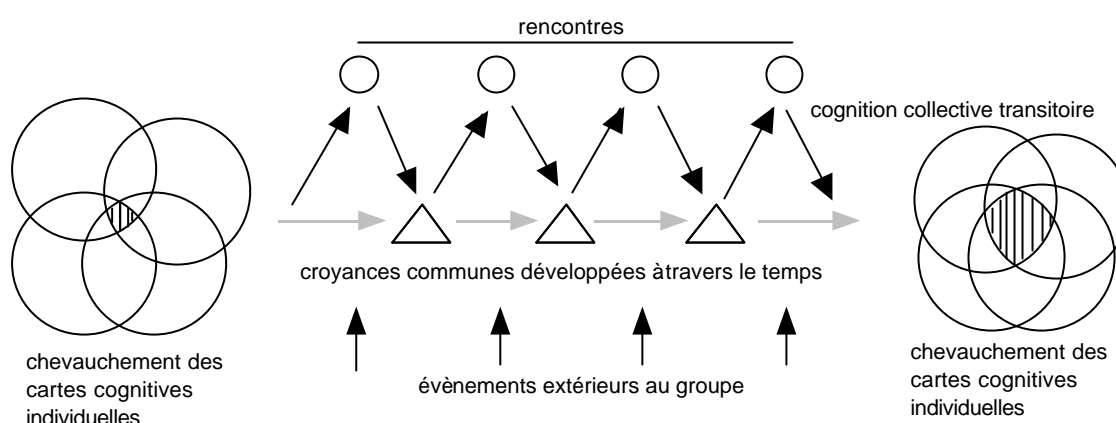 rencontres
cognition collective transitoire
croyances communes développées àtravers le temps
chevauchement des
cartes cognitives
individuelles
évènements extérieurs au groupe
chevauchement des
cartes cognitives
individuelles